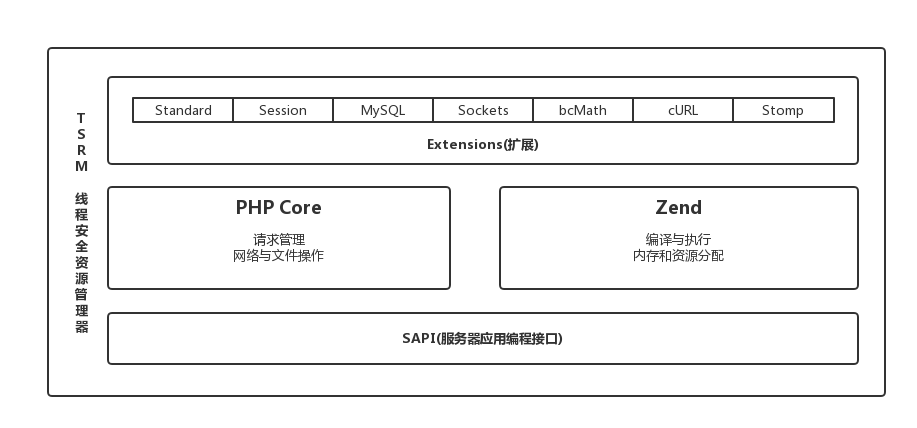 TSRM 线程安全资源管理器
Standard Session MySQL Sockets bcMath cURL Stomp
Extensions(扩展)
PHP Core
请求管理
网络与文件操作
Zend
编译与执行
内存和资源分配
SAPI(服务器应用编程接口)